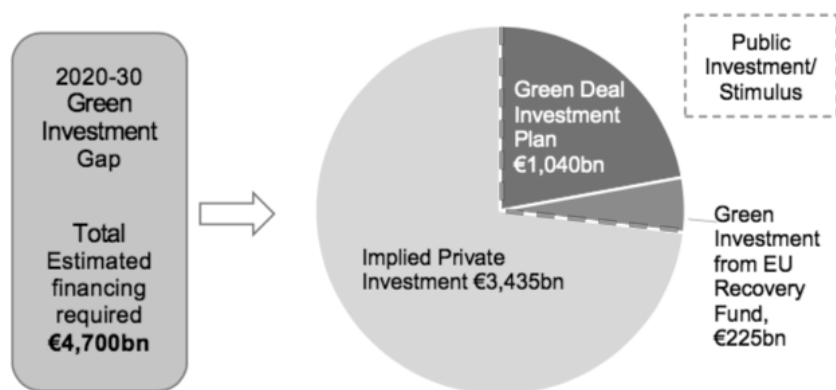 2020-30
Green
Investment
Gap
Total
Estimated
financing
required
€4,700bn
Green Deal
Investment
Plan
€1,040bn
Implied Private
Investment €3,435bn
Public
Investment/
Stimulus
Green
Investment
from EU
Recovery
Fund,
€225bn